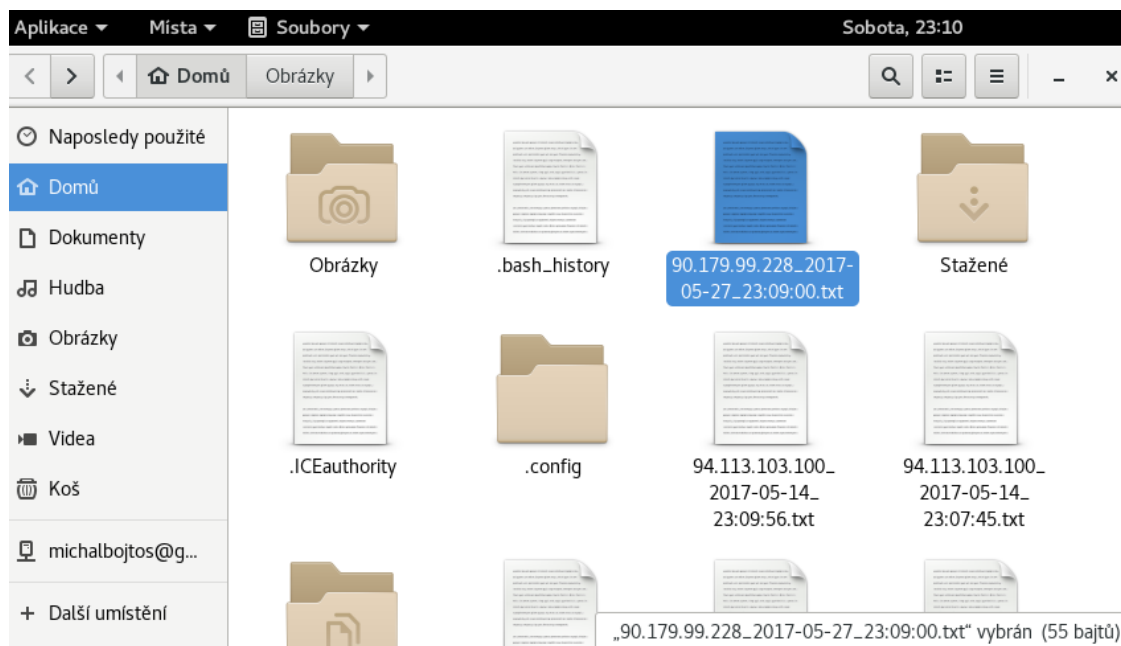 Aplikace Místa Soubory Sobota, 23:10
Domů Obrázky
Naposledy použité
Domů
Dokumenty
Hudba
Obrázky
Stažené
Videa
Koš
michalbojtos@g...
+ Další umístění
Obrázky
.bash_history
90.179.99.228_2017-
05-27_23:09:00.txt
Stažené
.ICEauthority
.config
94.113.103.100_
2017-05-14_
23:09:56.txt
94.113.103.100_
2017-05-14_
23:07:45.txt
„90.179.99.228_2017-05-27_23:09:00.txt“ vybrán (55 bajtů)